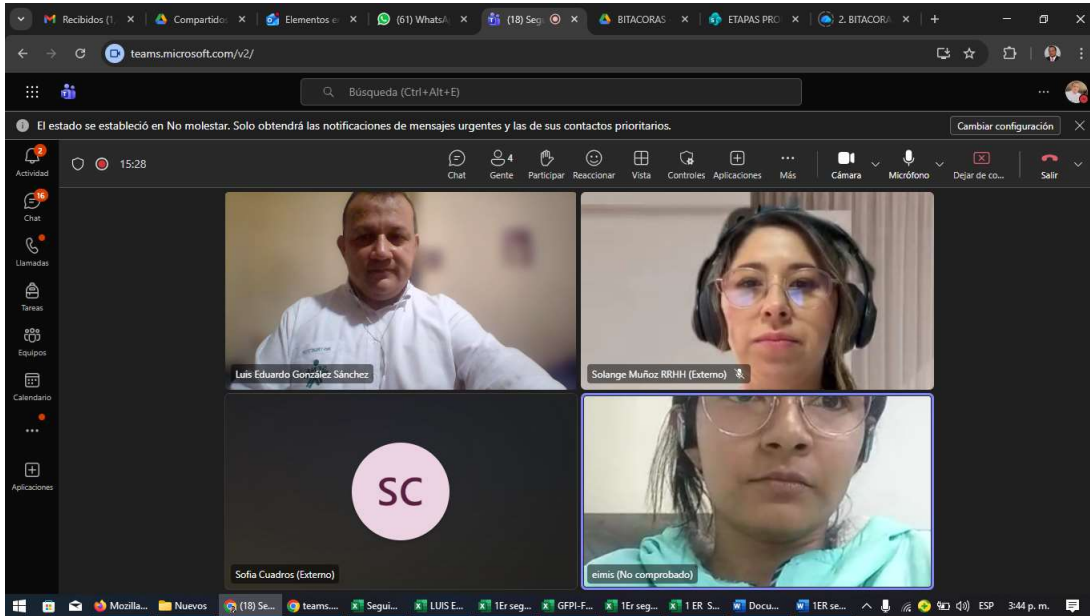 Recibidos (1,
Compartidos
Elementos e
(61) WhatsA
(18) Seg
BITACORAS
ETAPAS PRO
2. BITACORA
teams.microsoft.com/v2/
Búsqueda (Ctrl+Alt+E)
El estado se estableció en No molestar. Solo obtendrá las notificaciones de mensajes urgentes y las de sus contactos prioritarios.
Cambiar configuración
2
Actividad
15:28
4
Chat
Gente
Participar
Reaccionar
Vista
Controles
Aplicaciones
Más
Cámara
Micrófono
Dejar de co...
Salir
16
Chat
Llamadas
Tareas
Equipos
Calendario
Aplicaciones
Luis Eduardo González Sánchez
Solange Muñoz RRHH (Externo)
SC
Sofia Cuadros (Externo)
eimis (No comprobado)
Mozilla...
Nuevos
(18) Se...
teams....
Segui...
LUIS E...
1Er seg...
GFPI-F...
1Er seg...
1 ER S...
Docu...
1ER se...
ESP
3:44 p. m.